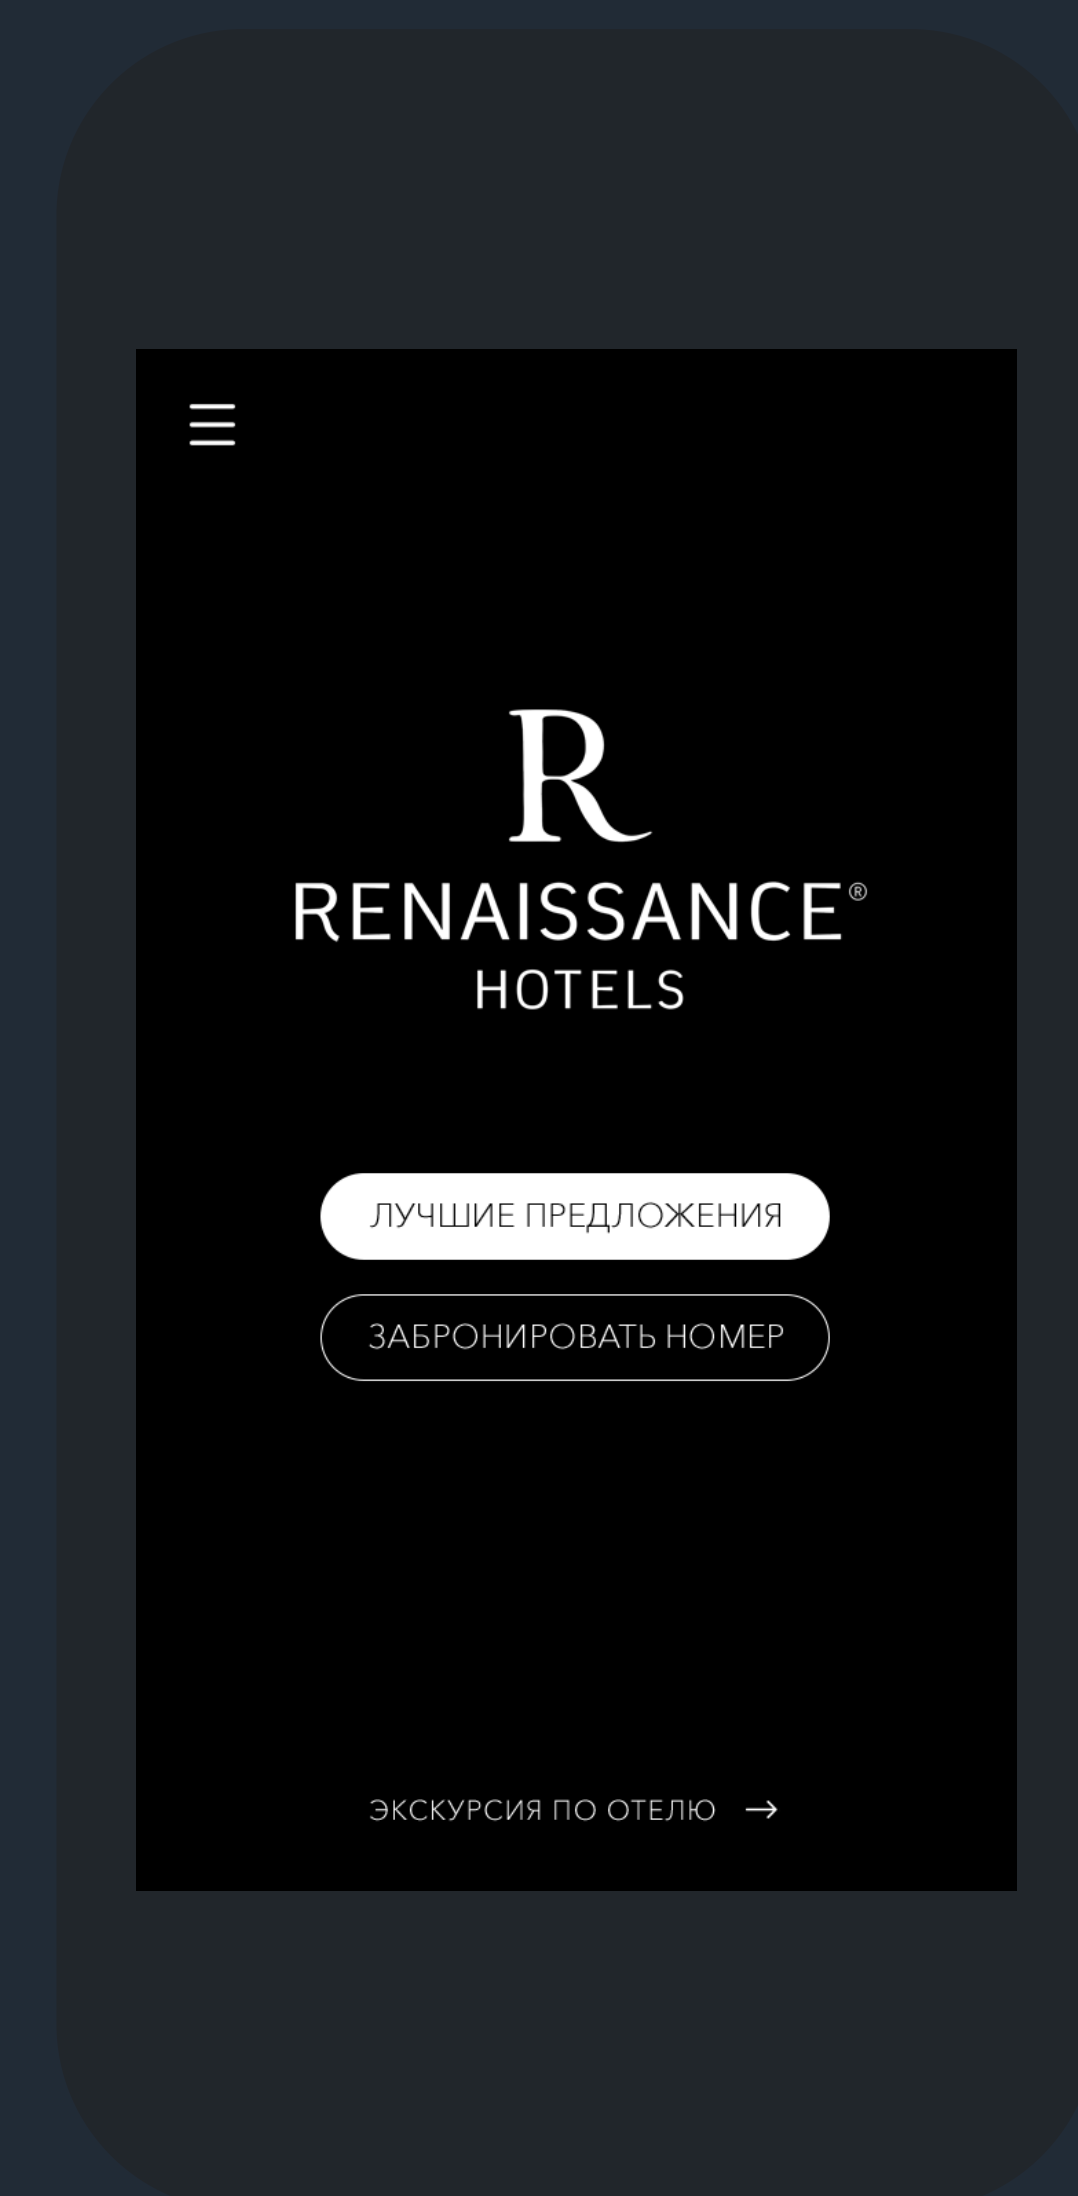 R
RENAISSANCE®
HOTELS
ЛУЧШИЕ ПРЕДЛОЖЕНИЯ
ЗАБРОНИРОВАТЬ НОМЕР
ЭКСКУРСИЯ ПО ОТЕЛЮ →